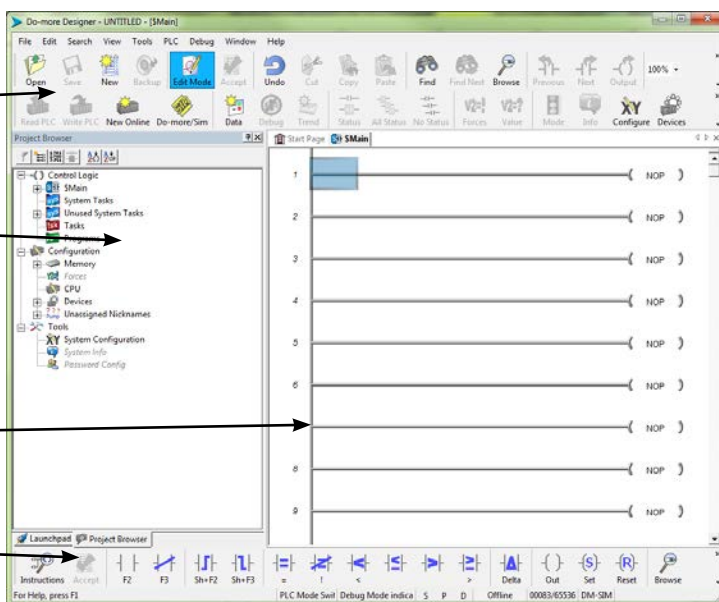 Do-more Designer - UNTITLED - [$Main]
File Edit Search View Tools PLC Debug Window Help
Open Save New Backup Edit Mode Accept Undo Cut Copy Paste Find Find Next Browse Previous Next Output 100%
Read PLC Write PLC New Online Do-more/Sim Data Debug Trend Status All Status No Status Forces Value Mode Info Configure Devices
Project Browser
Start Page $Main
Control Logic
$Main
System Tasks
Unused System Tasks
Tasks
Programs
Configuration
Memory
Forces
CPU
Devices
Unassigned Nicknames
Tools
XY System Configuration
System Info
Password Config
1 NOP
2 NOP
3 NOP
4 NOP
5 NOP
6 NOP
7 NOP
8 NOP
9 NOP
Launchpad Project Browser
Instructions Accept F2 F3 Sh+F2 Sh+F3 = ! < > Delta Out Set Reset Browse
For Help, press F1 PLC Mode Swit Debug Mode indica S P D Offline 00083/65536 DM-SIM